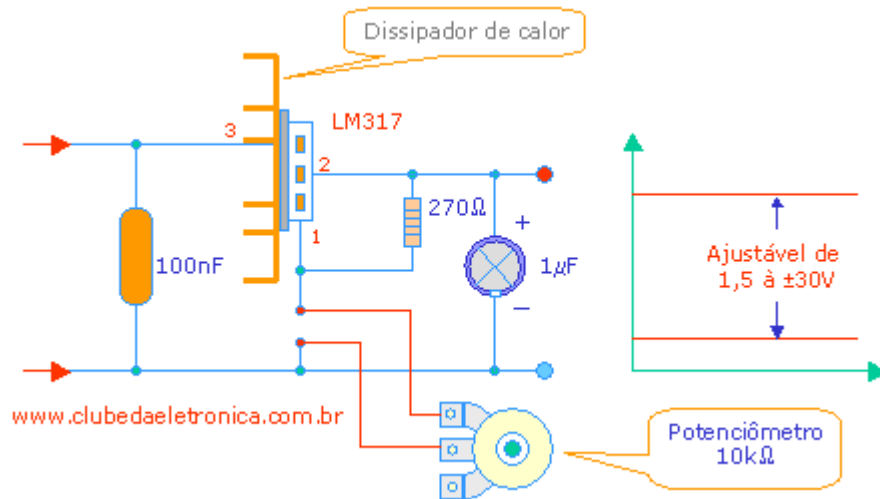 Dissipador de calor
3
LM317
2
270Ω
1
100nF
+
1µF
−
Ajustável de
1,5 à ±30V
www.clubedaeletronica.com.br
Potenciômetro
10kΩ